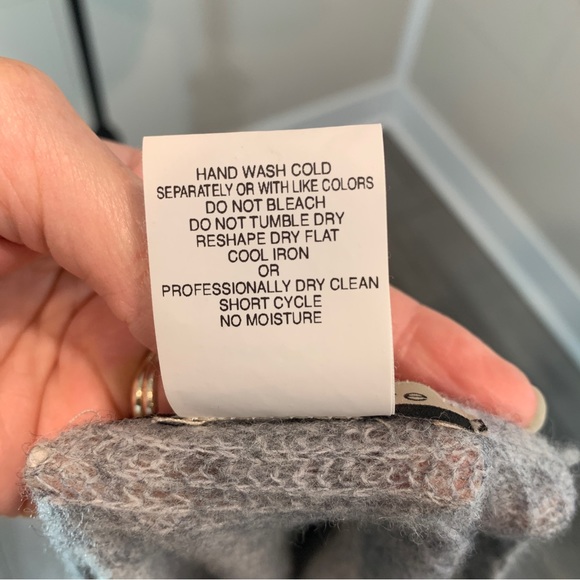 HAND WASH COLD
SEPARATELY OR WITH LIKE COLORS
DO NOT BLEACH
DO NOT TUMBLE DRY
RESHAPE DRY FLAT
COOL IRON
OR
PROFESSIONALLY DRY CLEAN
SHORT CYCLE
NO MOISTURE